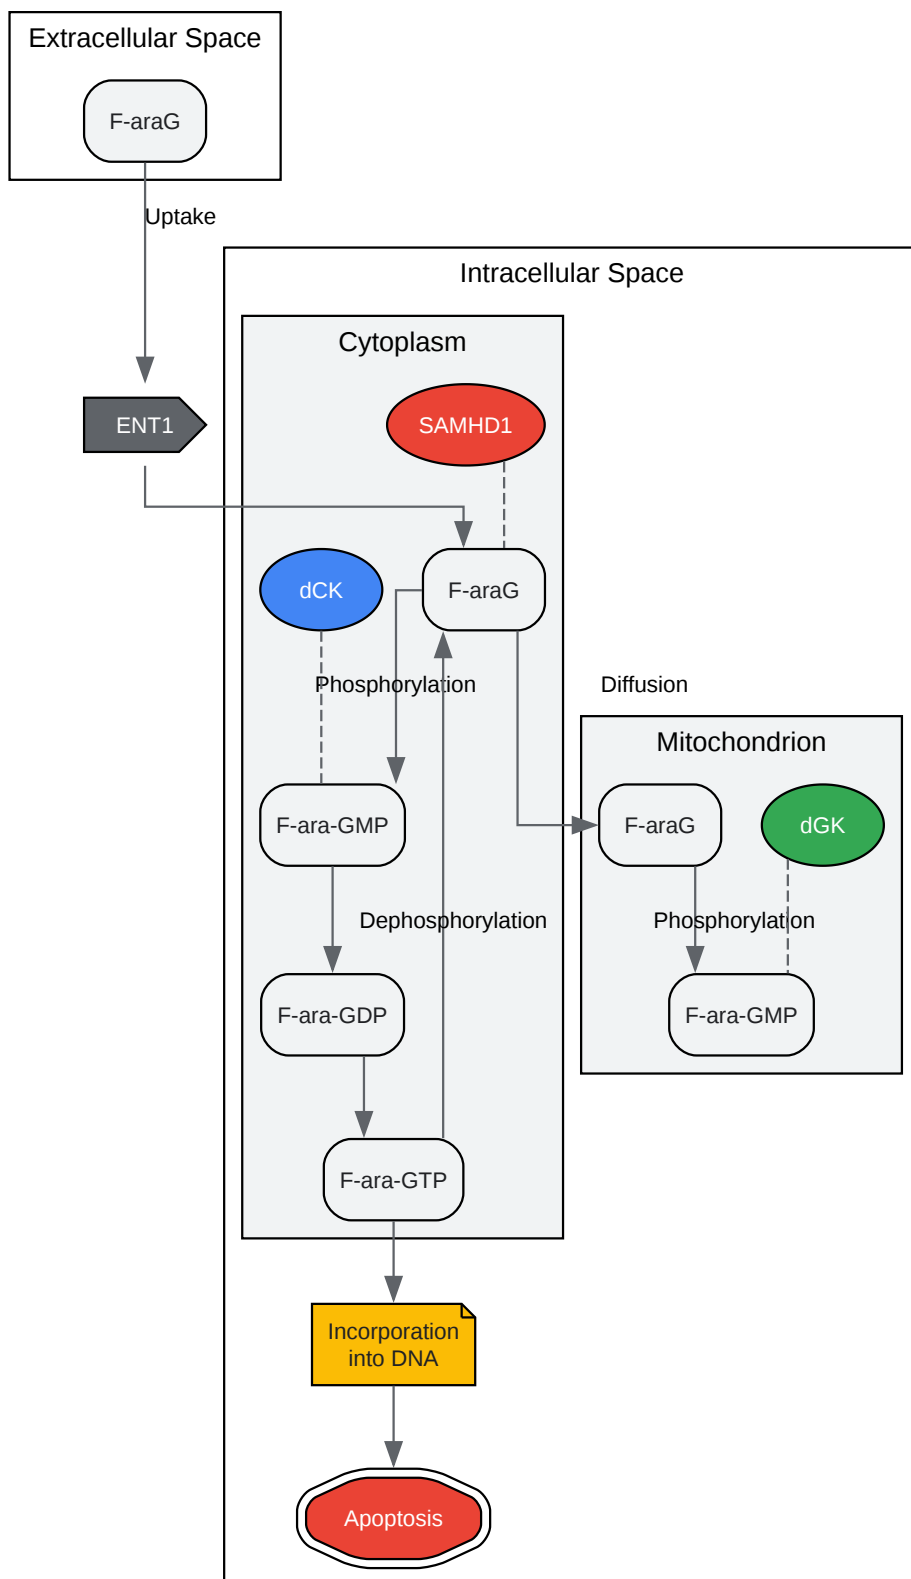 Extracellular Space
F-araG
Uptake
Intracellular Space
Cytoplasm
ENT1
SAMHD1
dCK
F-araG
Phosphorylation
Diffusion
Mitochondrion
F-ara-GMP
F-araG
dGK
Dephosphorylation
Phosphorylation
F-ara-GDP
F-ara-GMP
F-ara-GTP
Incorporation
into DNA
Apoptosis